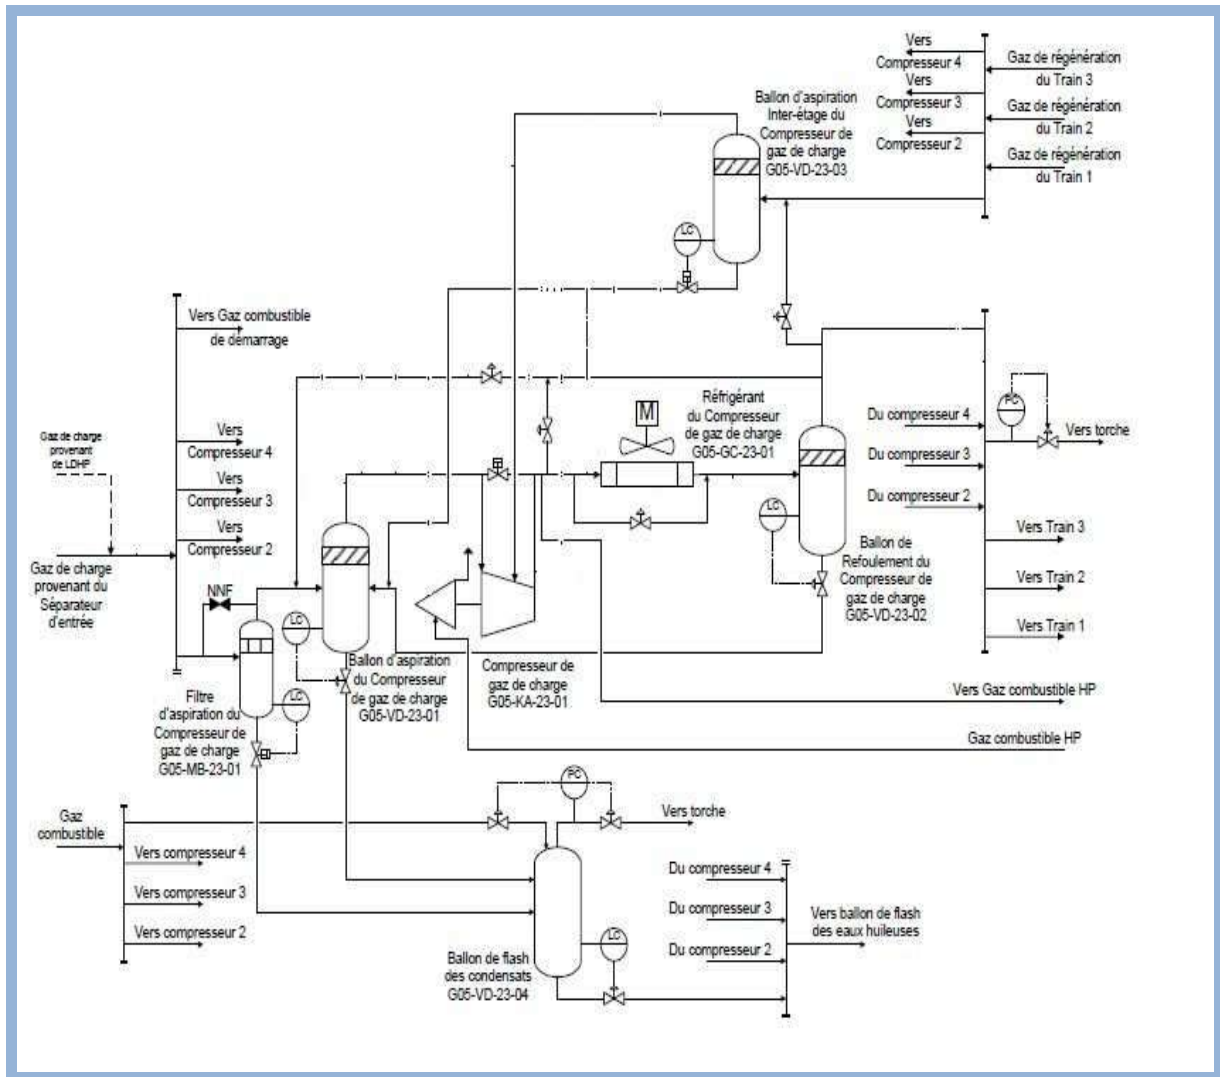 Vers
Compresseur 4
Gaz de régénération
du Train 3
Vers
Compresseur 3
Gaz de régénération
du Train 2
Vers
Compresseur 2
Gaz de régénération
du Train 1
Ballon d'aspiration
Inter-étage du
Compresseur de
gaz de charge
G05-VD-23-03
LC
Vers Gaz combustible
de démarrage
Gaz de charge
provenant
de LDHP
Vers
Compresseur 4
Vers
Compresseur 3
Vers
Compresseur 2
Gaz de charge
provenant du
Séparateur
d'entrée
NNF
M
Réfrigérant
du Compresseur
de gaz de charge
G05-GC-23-01
Du compresseur 4
Du compresseur 3
Du compresseur 2
PC
Vers torche
LC
Ballon de
Refoulement du
Compresseur de
gaz de charge
G05-VD-23-02
Vers Train 3
Vers Train 2
Vers Train 1
LC
LC
Filtre
d'aspiration du
Compresseur de
gaz de charge
G05-MB-23-01
Ballon d'aspiration
du Compresseur
de gaz de charge
G05-VD-23-01
Compresseur de
gaz de charge
G05-KA-23-01
Vers Gaz combustible HP
Gaz combustible HP
PC
Vers torche
Gaz
combustible
Vers compresseur 4
Vers compresseur 3
Vers compresseur 2
Ballon de flash
des condensats
G05-VD-23-04
LC
Du compresseur 4
Du compresseur 3
Du compresseur 2
Vers ballon de flash
des eaux huileuses